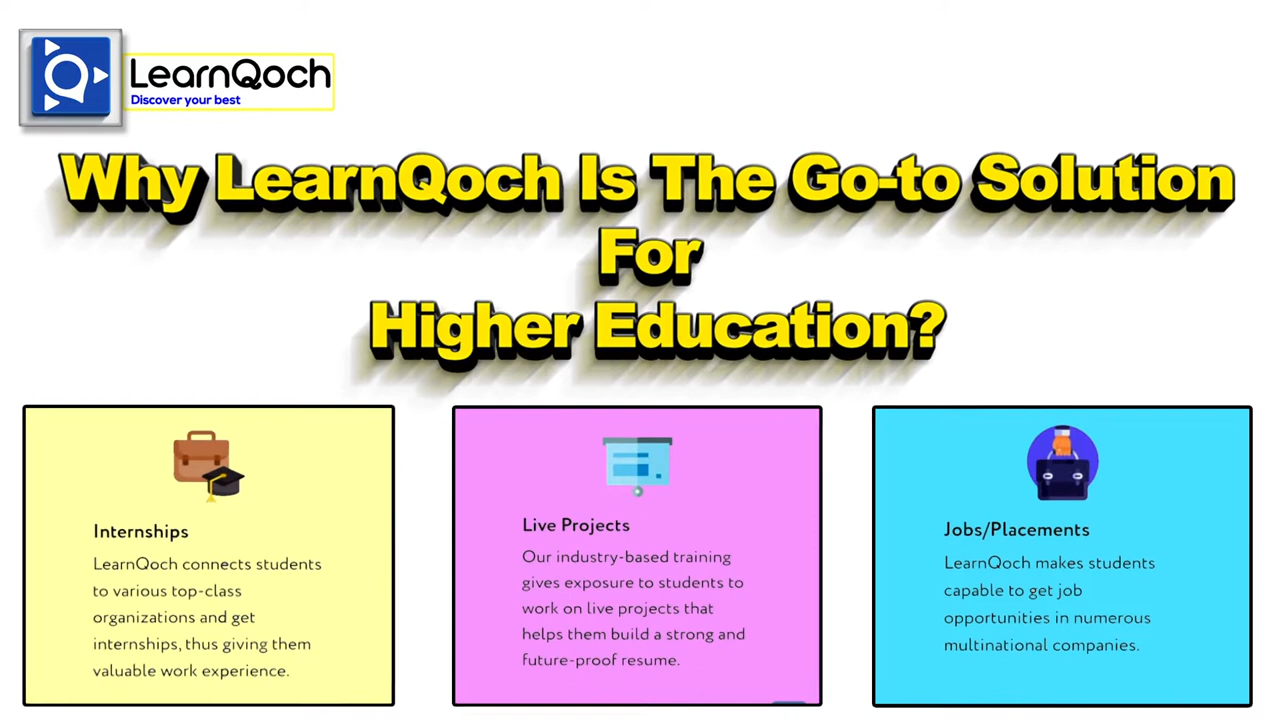 LearnQoch
Discover your best
Why LearnQoch Is The Go-to Solution
For
Higher Education?
Internships
LearnQoch connects students
to various top-class
organizations and get
internships, thus giving them
valuable work experience.
Live Projects
Our industry-based training
gives exposure to students to
work on live projects that
helps them build a strong and
future-proof resume.
Jobs/Placements
LearnQoch makes students
capable to get job
opportunities in numerous
multinational companies.